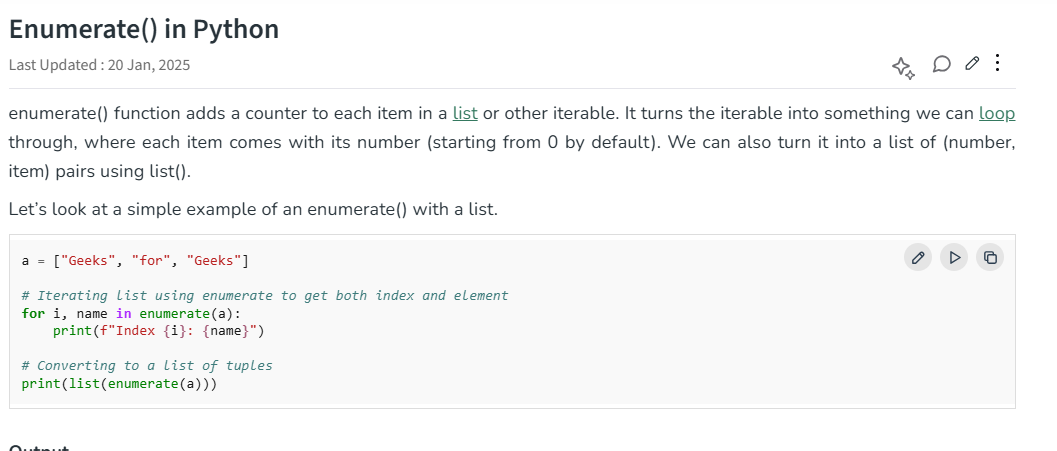 Enumerate() in Python
Last Updated : 20 Jan, 2025
enumerate() function adds a counter to each item in a list or other iterable. It turns the iterable into something we can loop
through, where each item comes with its number (starting from 0 by default). We can also turn it into a list of (number,
item) pairs using list().
Let’s look at a simple example of an enumerate() with a list.
a = ["Geeks", "for", "Geeks"]
# Iterating list using enumerate to get both index and element
for i, name in enumerate(a):
    print(f"Index {i}: {name}")
# Converting to a list of tuples
print(list(enumerate(a)))
Output